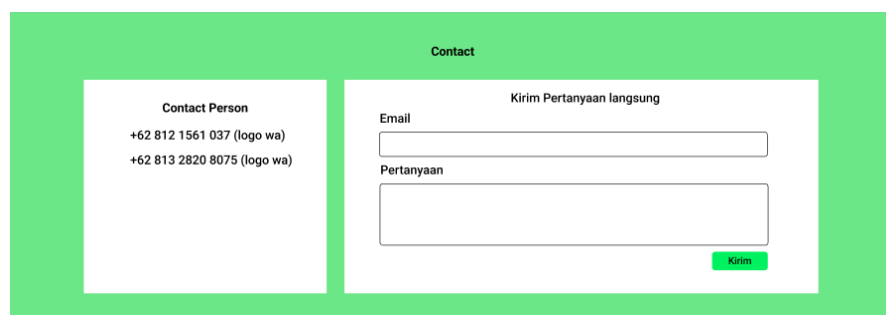 Contact
Contact Person
+62 812 1561 037 (logo wa)
+62 813 2820 8075 (logo wa)
Kirim Pertanyaan langsung
Email
Pertanyaan
Kirim